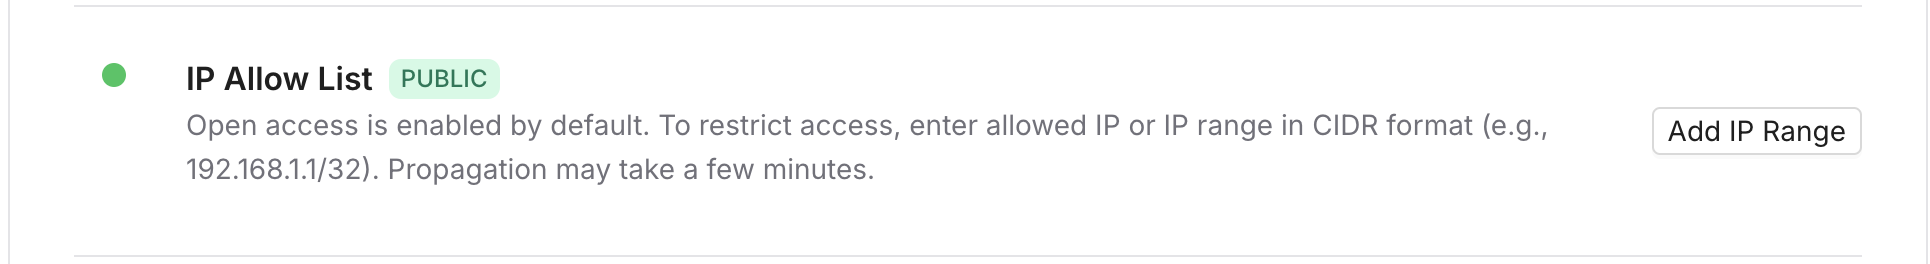 IP Allow List PUBLIC
Open access is enabled by default. To restrict access, enter allowed IP or IP range in CIDR format (e.g.,
192.168.1.1/32). Propagation may take a few minutes.
Add IP Range